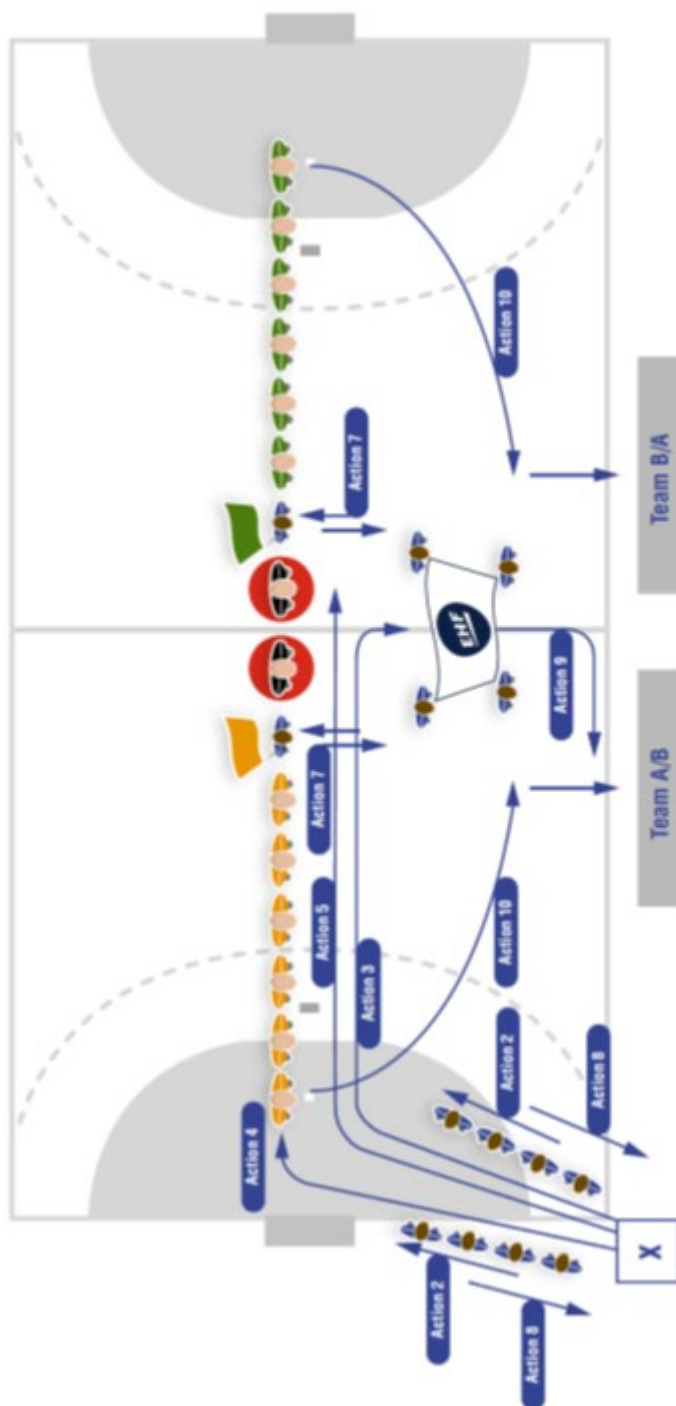 Action 10
Action 7
Team B/A
EHF
Action 9
Action 7
Team A/B
Action 5
Action 10
Action 3
Action 2
Action 8
Action 4
X
Action 2
Action 8